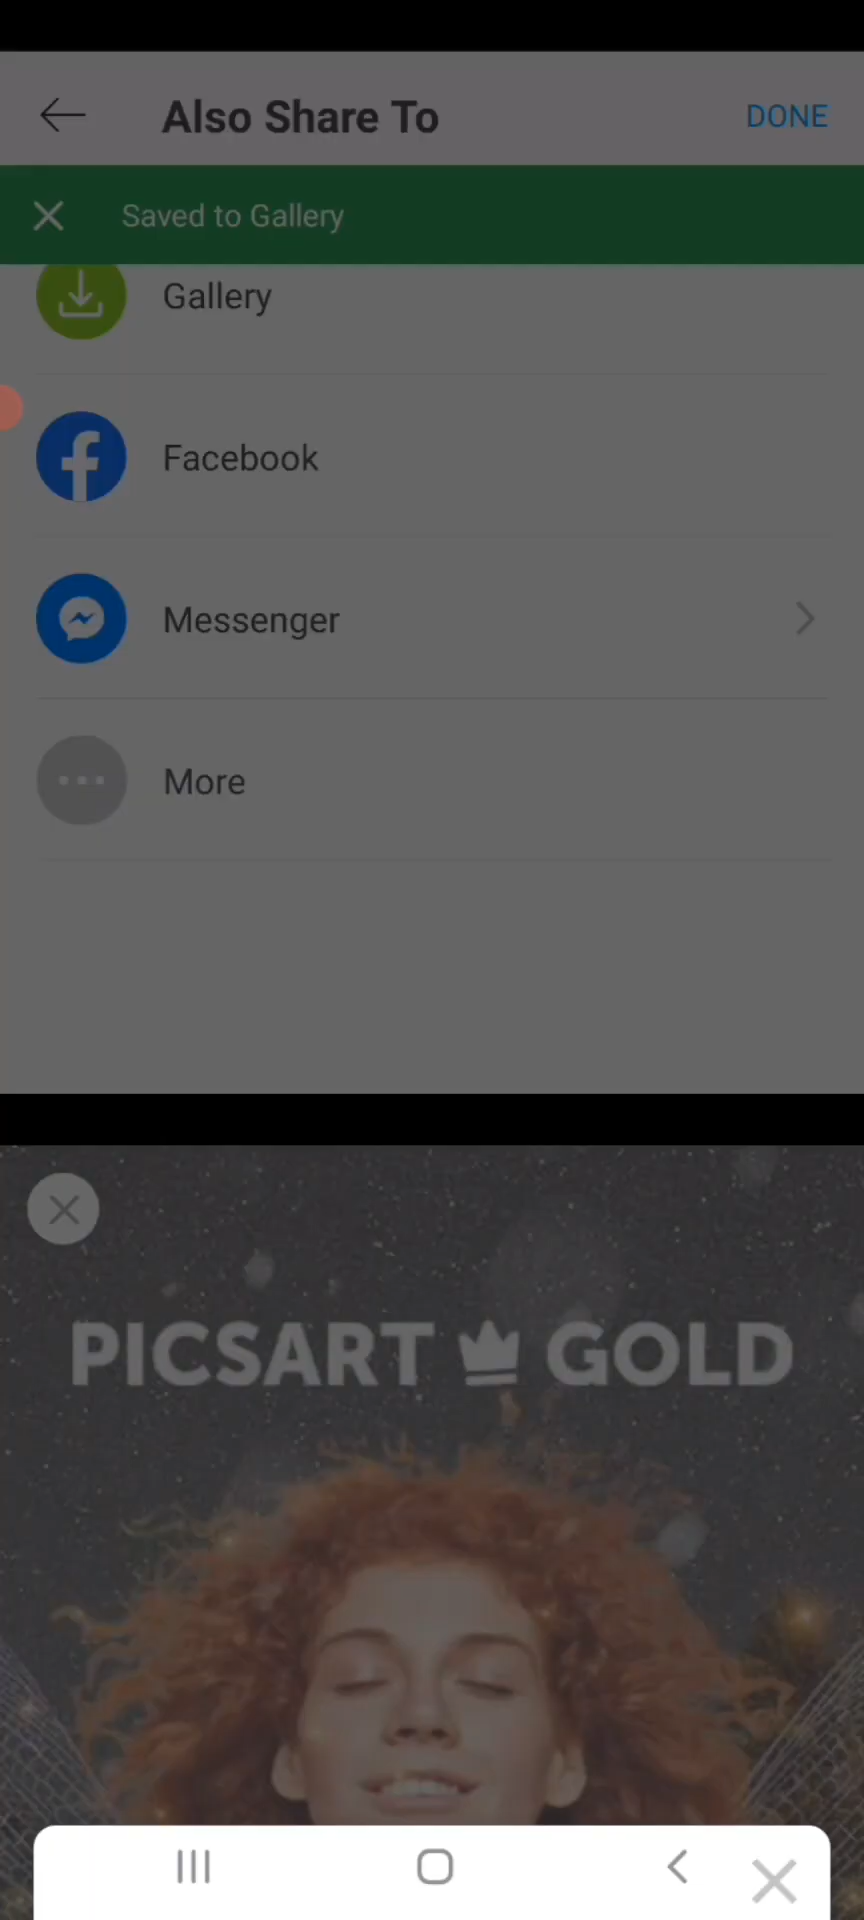 Also Share To
DONE
Saved to Gallery
Gallery
Facebook
Messenger
More
PICSART GOLD